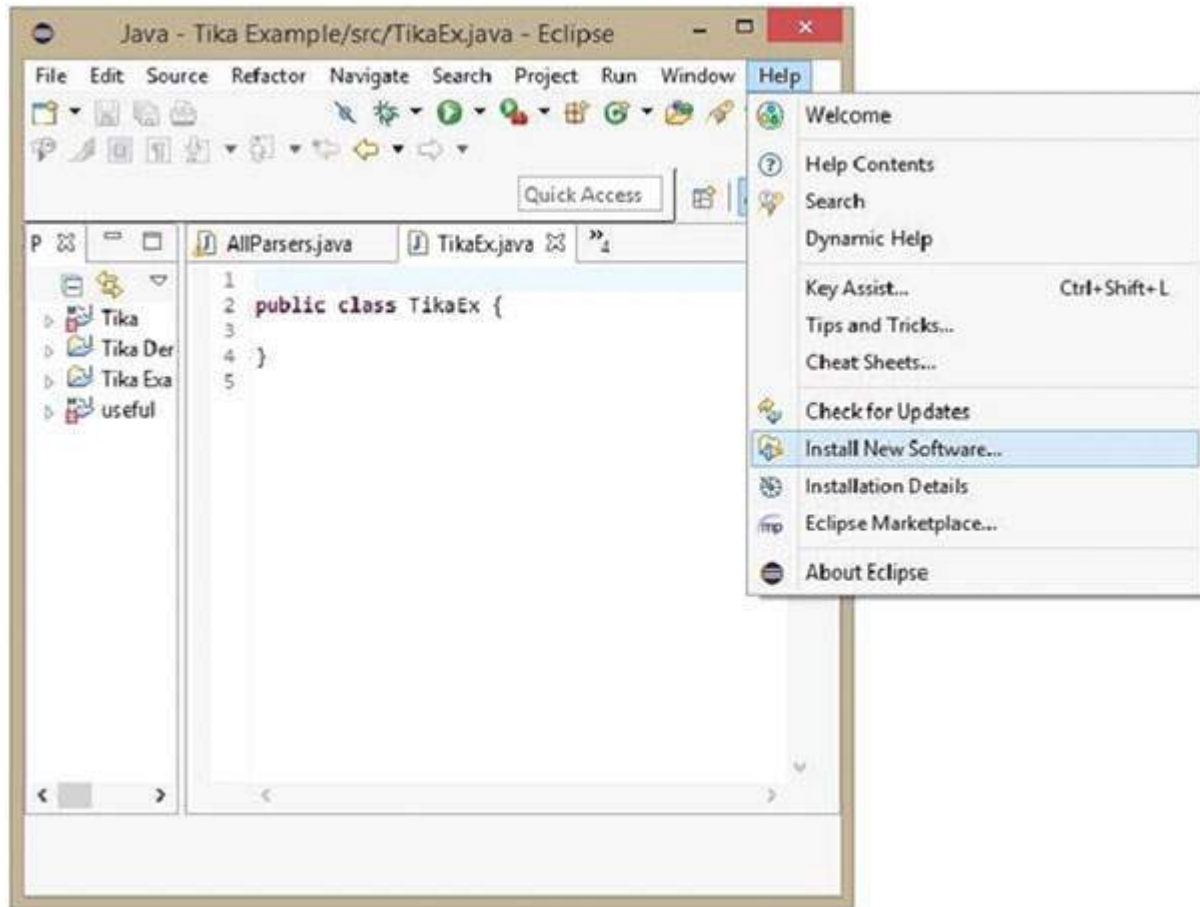 Java - Tika Example/src/TikaEx.java - Eclipse
File Edit Source Refactor Navigate Search Project Run Window Help
Quick Access
P
AllParsers.java
TikaEx.java
»4
Tika
Tika Der
Tika Exa
useful
1
2 public class TikaEx {
3
4 }
5
Welcome
Help Contents
Search
Dynamic Help
Key Assist... Ctrl+Shift+L
Tips and Tricks...
Cheat Sheets...
Check for Updates
Install New Software...
Installation Details
Eclipse Marketplace...
About Eclipse